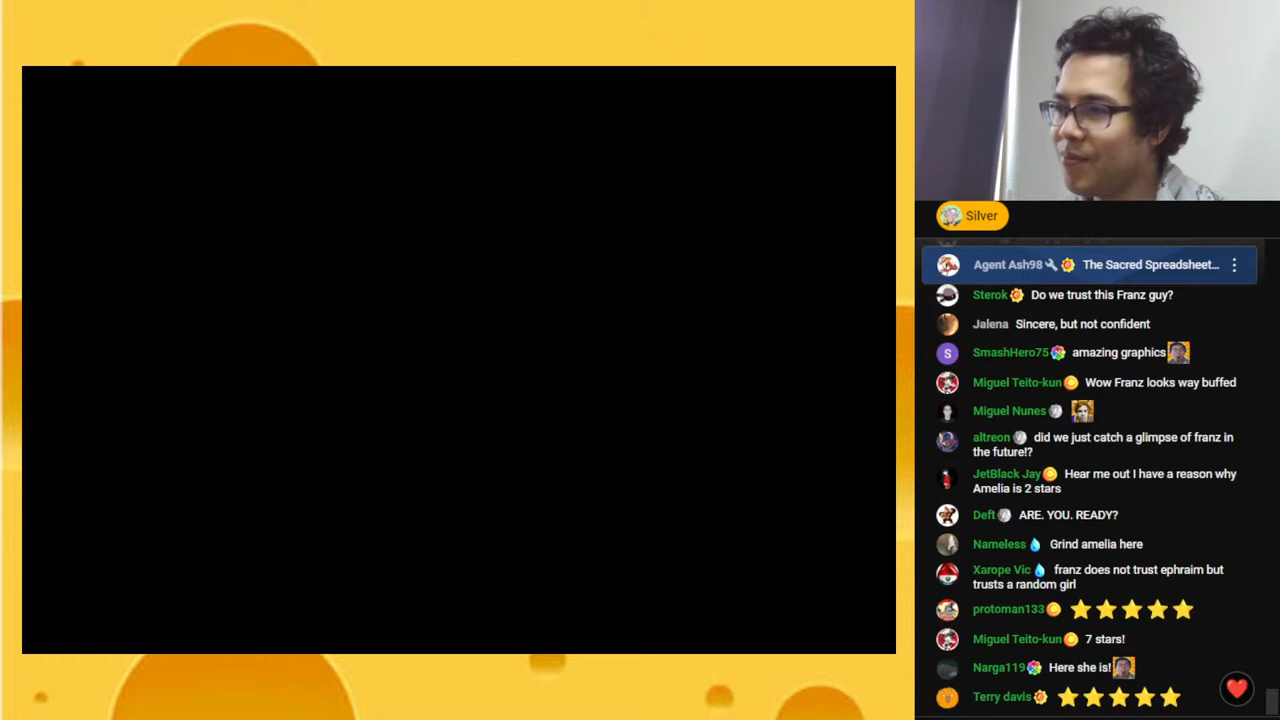 Silver
Agent Ash98 The Sacred Spreadsheet...
Sterok Do we trust this Franz guy?
Jalena Sincere, but not confident
S SmashHero75 amazing graphics
Miguel Teito-kun Wow Franz looks way buffed
Miguel Nunes
altreon did we just catch a glimpse of franz in
the future!?
JetBlack Jay Hear me out I have a reason why
Amelia is 2 stars
Deft ARE. YOU. READY?
Nameless Grind amelia here
Xarope Vic franz does not trust ephraim but
trusts a random girl
protoman133
Miguel Teito-kun 7 stars!
Narga119 Here she is!
Terry davis